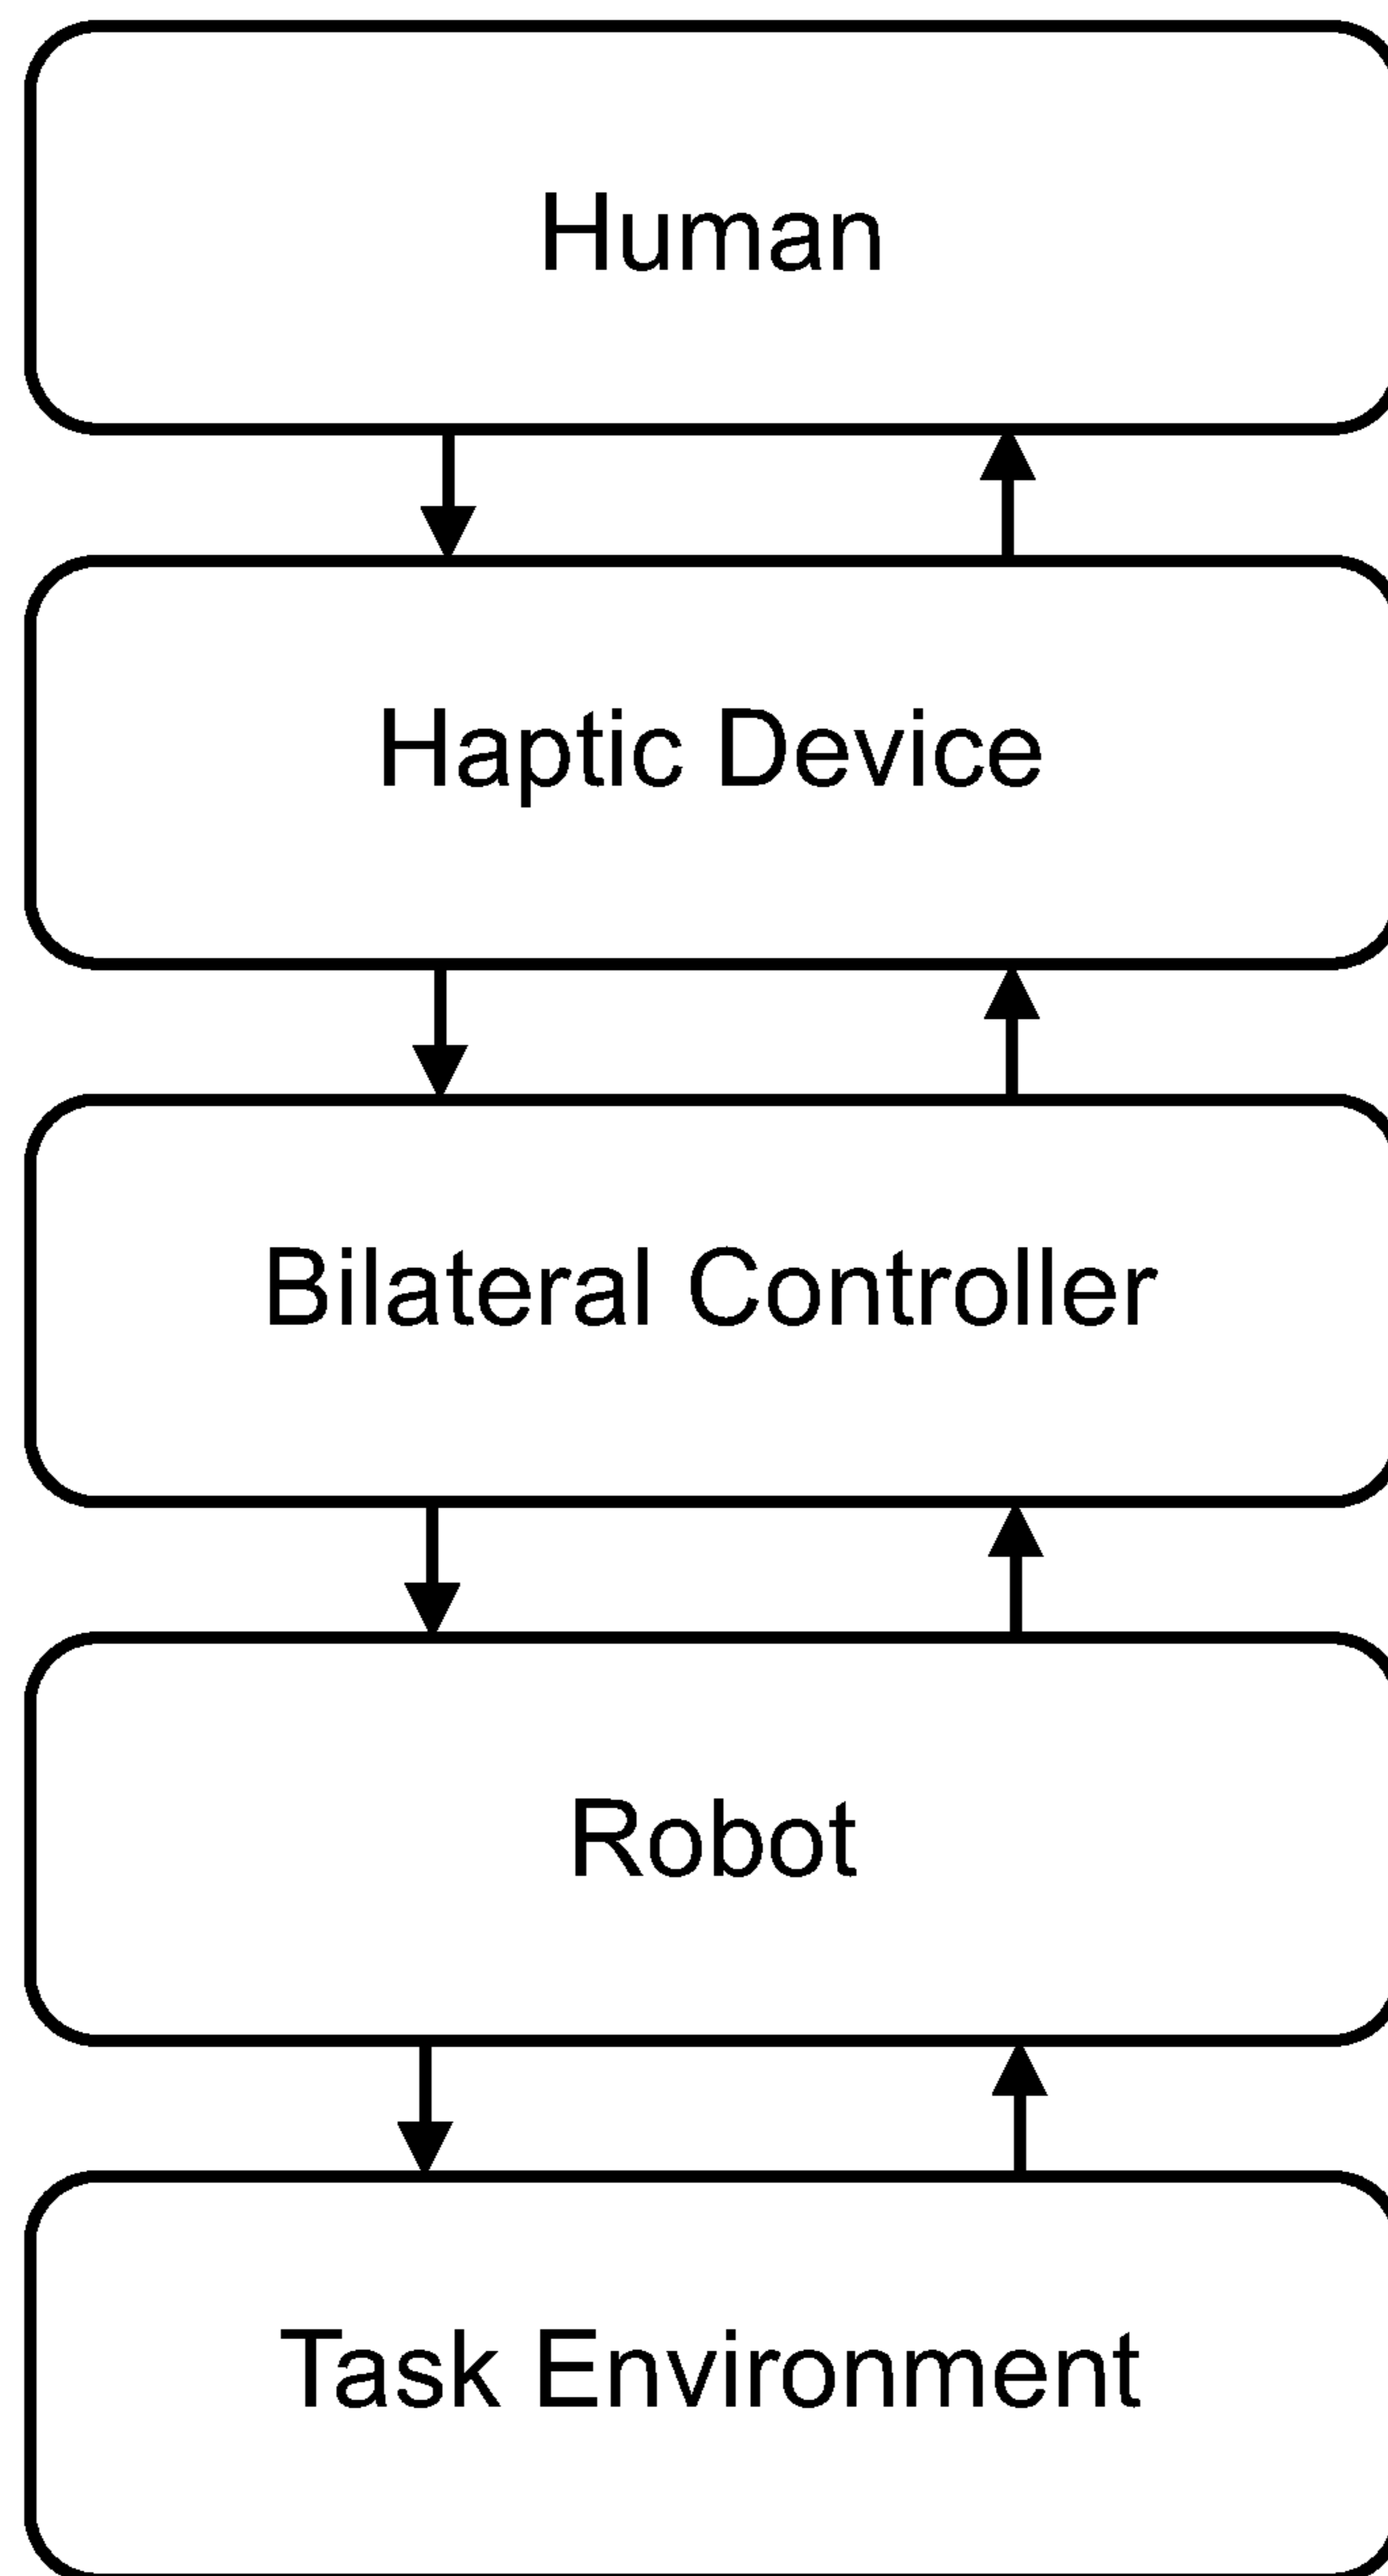 Human
Haptic Device
Bilateral Controller
Robot
Task Environment